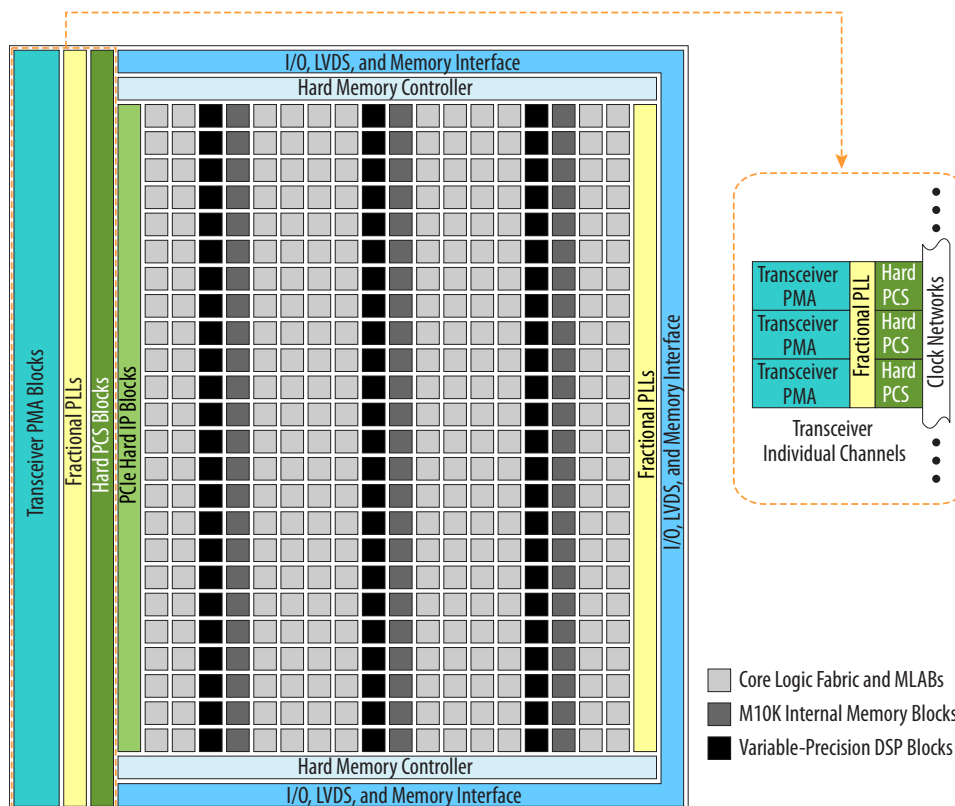 I/O, LVDS, and Memory Interface
Hard Memory Controller
Transceiver PMA Blocks
Fractional PLLs
Hard PCS Blocks
PCIe Hard IP Blocks
Fractional PLLs
I/O, LVDS, and Memory Interface
Hard Memory Controller
I/O, LVDS, and Memory Interface
Transceiver
PMA
Transceiver
PMA
Transceiver
PMA
Fractional PLL
Hard
PCS
Hard
PCS
Hard
PCS
Clock Networks
Transceiver
Individual Channels
Core Logic Fabric and MLABs
M10K Internal Memory Blocks
Variable-Precision DSP Blocks